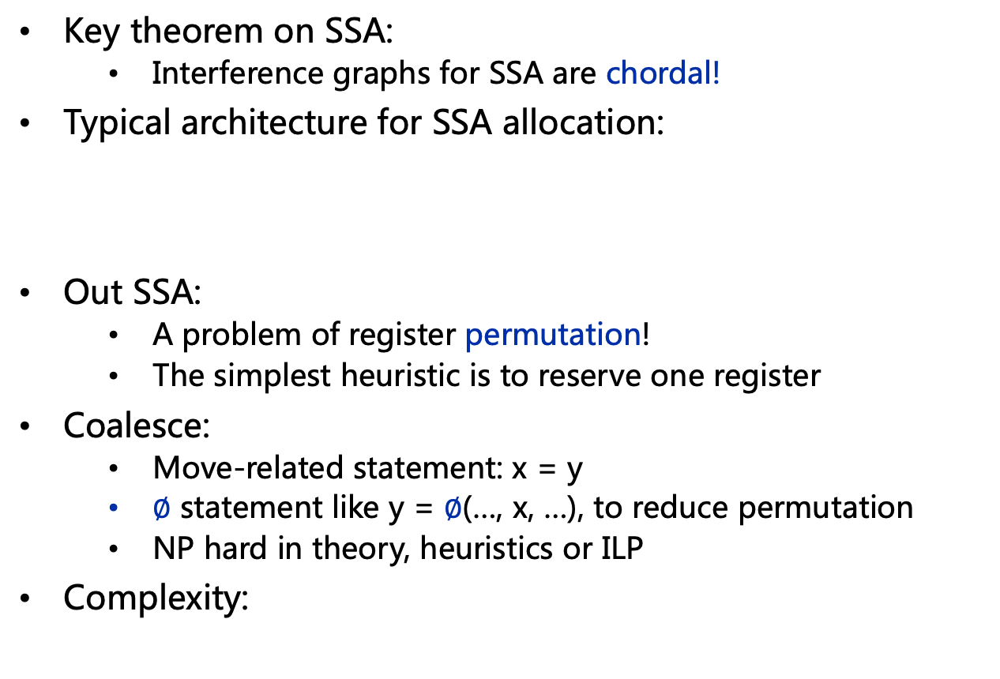 • Key theorem on SSA:
• Interference graphs for SSA are chordal!
• Typical architecture for SSA allocation:
• Out SSA:
• A problem of register permutation!
• The simplest heuristic is to reserve one register
• Coalesce:
• Move-related statement: x = y
• ∅ statement like y = ∅(..., x, ...), to reduce permutation
• NP hard in theory, heuristics or ILP
• Complexity: